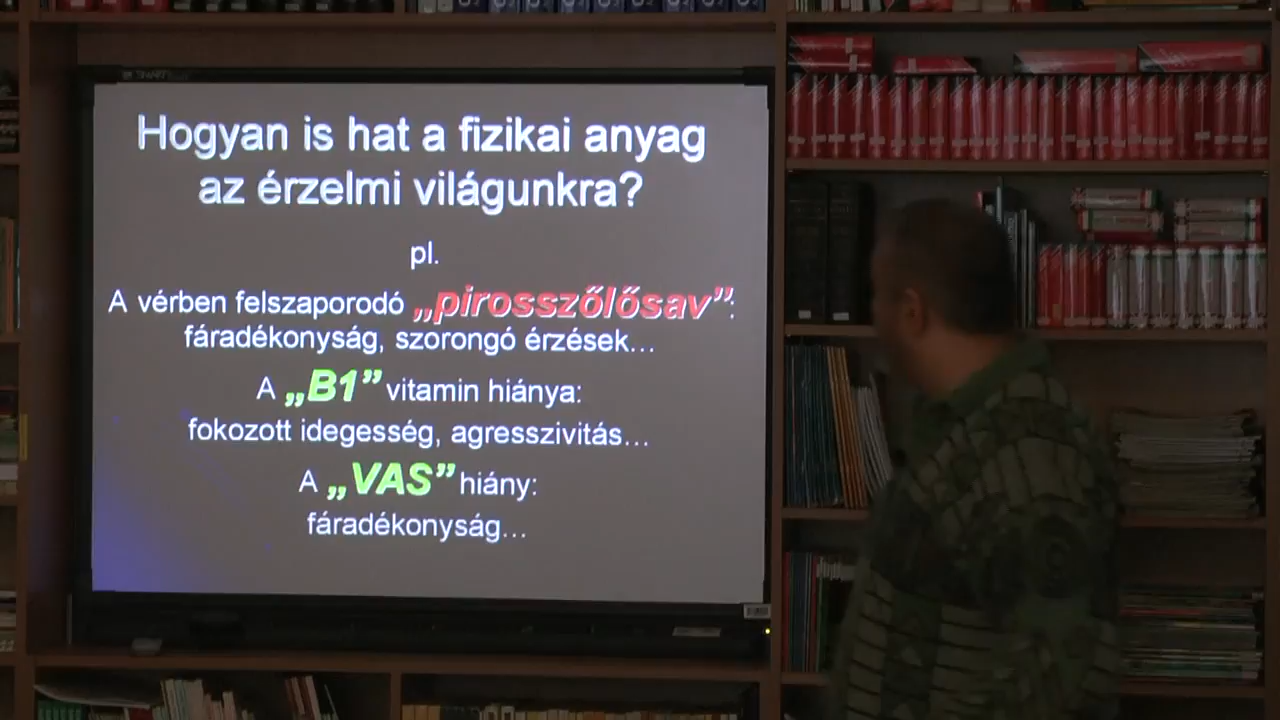 SMART
Hogyan is hat a fizikai anyag
az érzelmi világunkra?
pl.
A vérben felszaporodó „pirosszőlősav”:
fáradékonyság, szorongó érzések…
A „B1” vitamin hiánya:
fokozott idegesség, agresszivitás…
A „VAS” hiány:
fáradékonyság…